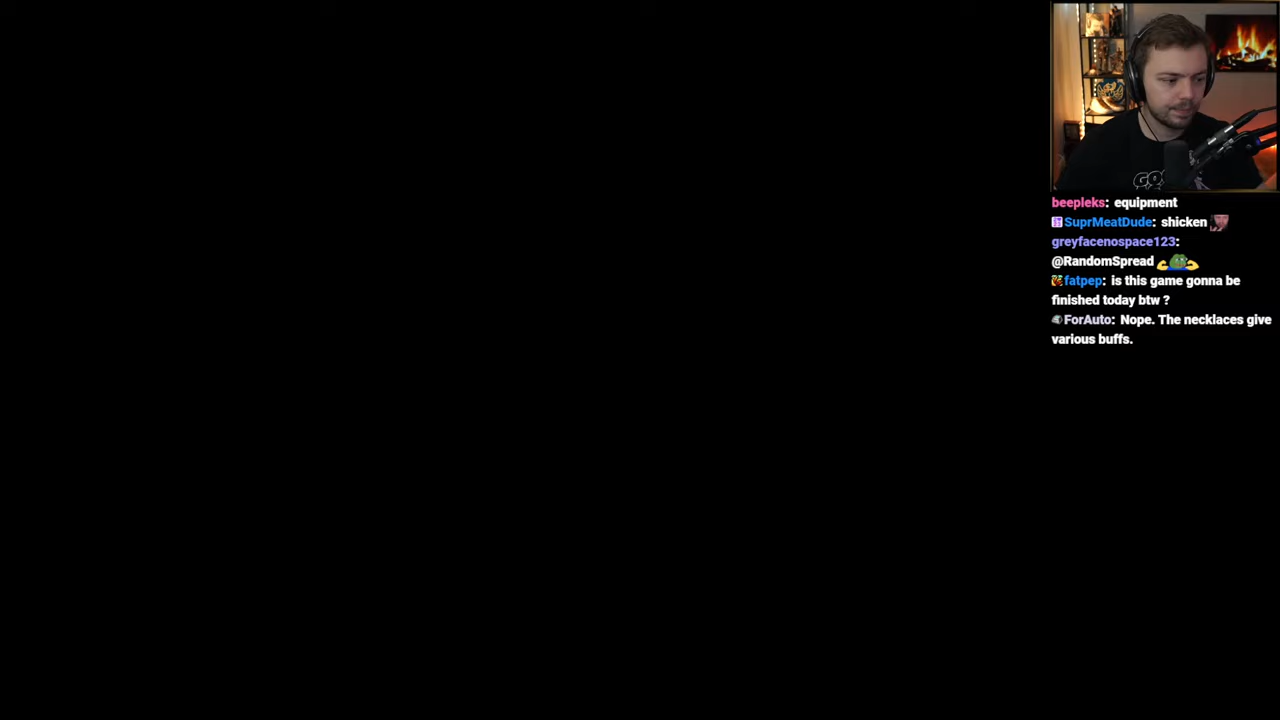 beepleks: equipment
SuprMeatDude: shicken
greyfacenospace123:
@RandomSpread
fatpep: is this game gonna be
finished today btw ?
ForAuto: Nope. The necklaces give
various buffs.